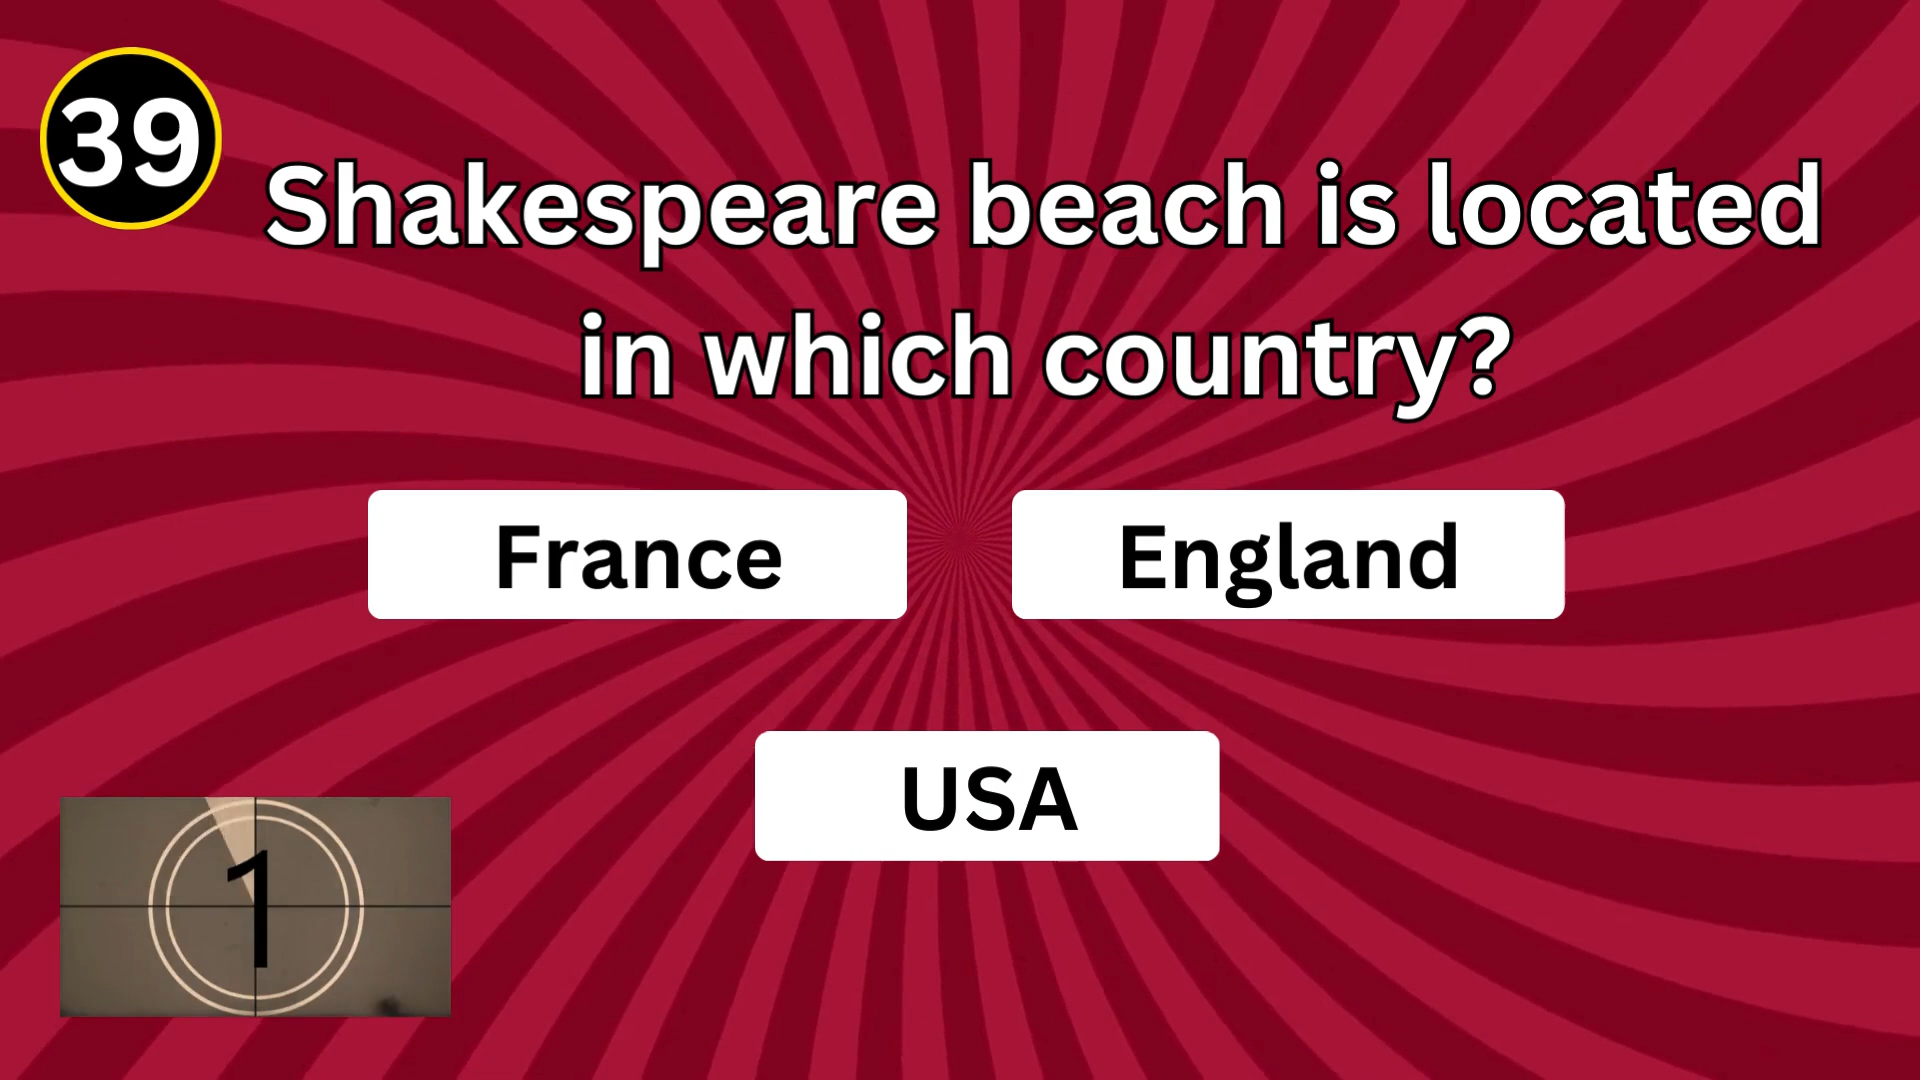 39
Shakespeare beach is located
in which country?
France
England
USA
1